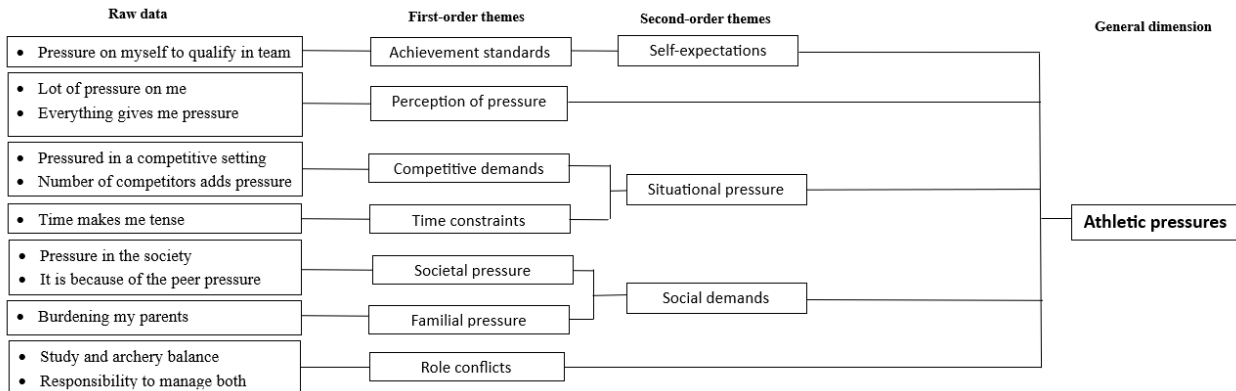 Raw data
First-order themes
Second-order themes
General dimension
• Pressure on myself to qualify in team
Achievement standards
Self-expectations
• Lot of pressure on me
• Everything gives me pressure
Perception of pressure
• Pressured in a competitive setting
• Number of competitors adds pressure
Competitive demands
Situational pressure
• Time makes me tense
Time constraints
Athletic pressures
• Pressure in the society
• It is because of the peer pressure
Societal pressure
Social demands
• Burdening my parents
Familial pressure
• Study and archery balance
• Responsibility to manage both
Role conflicts